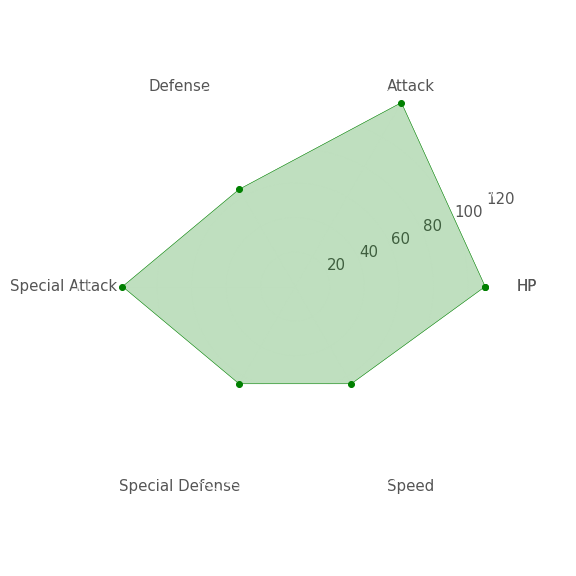 Defense
Attack
120
100
80
60
40
20
Special Attack
HP
Special Defense
Speed